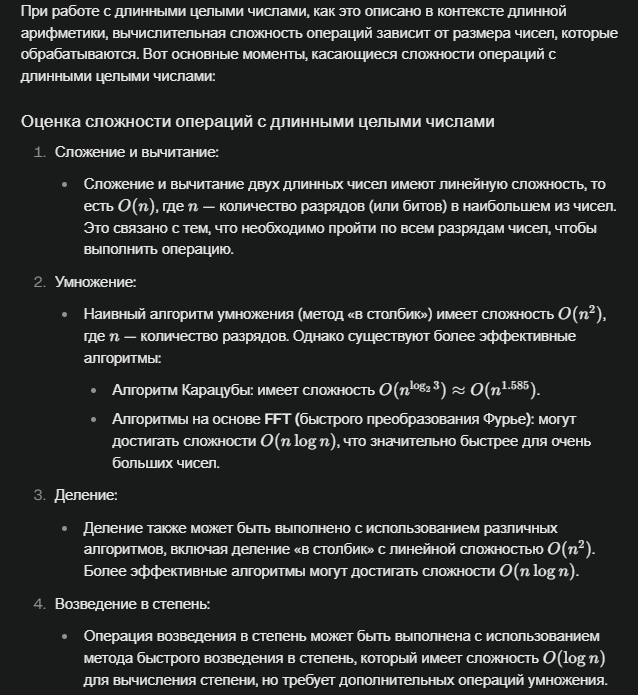 При работе с длинными целыми числами, как это описано в контексте длинной
арифметики, вычислительная сложность операций зависит от размера чисел, которые
обрабатываются. Вот основные моменты, касающиеся сложности операций с
длинными целыми числами:
Оценка сложности операций с длинными целыми числами
1. Сложение и вычитание:
• Сложение и вычитание двух длинных чисел имеют линейную сложность, то
есть O(n), где n — количество разрядов (или битов) в наибольшем из чисел.
Это связано с тем, что необходимо пройти по всем разрядам чисел, чтобы
выполнить операцию.
2. Умножение:
• Наивный алгоритм умножения (метод «в столбик») имеет сложность O(n²),
где n — количество разрядов. Однако существуют более эффективные
алгоритмы:
• Алгоритм Карацубы: имеет сложность O(n^{log₂ 3}) ≈ O(n^{1.585}).
• Алгоритмы на основе FFT (быстрого преобразования Фурье): могут
достигать сложности O(n log n), что значительно быстрее для очень
больших чисел.
3. Деление:
• Деление также может быть выполнено с использованием различных
алгоритмов, включая деление «в столбик» с линейной сложностью O(n²).
Более эффективные алгоритмы могут достигать сложности O(n log n).
4. Возведение в степень:
• Операция возведения в степень может быть выполнена с использованием
метода быстрого возведения в степень, который имеет сложность O(log n)
для вычисления степени, но требует дополнительных операций умножения.